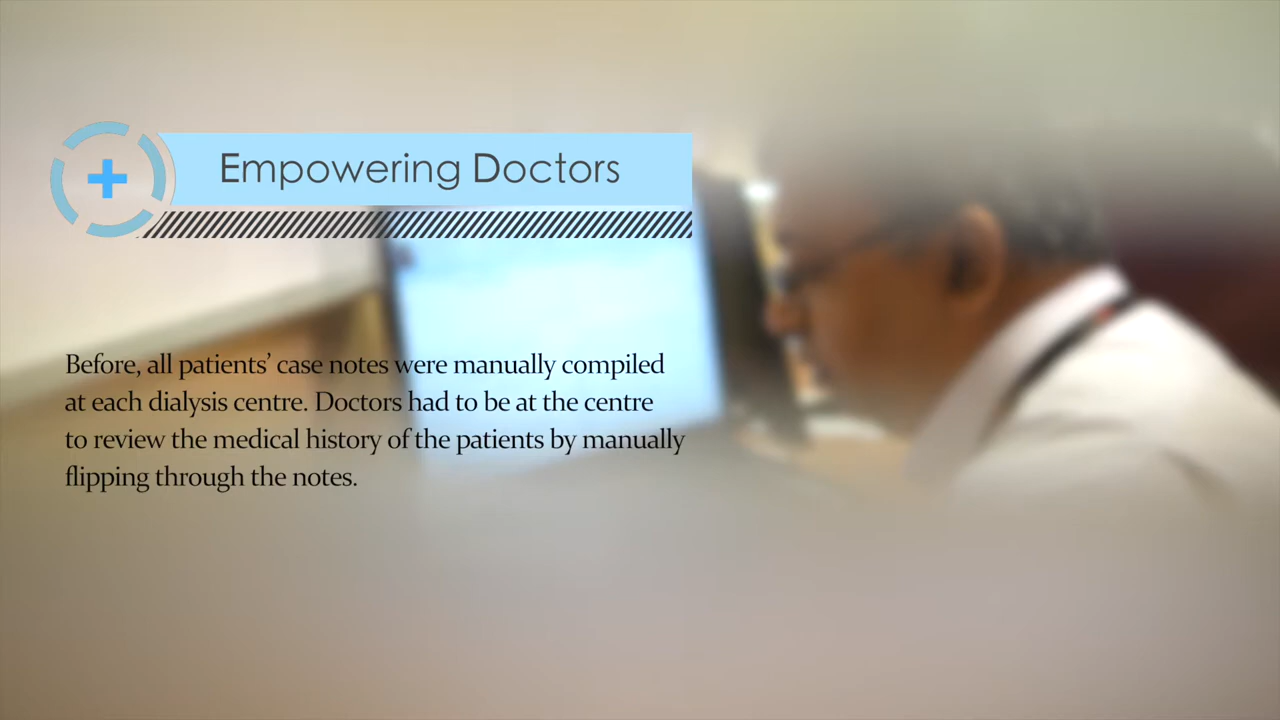 Empowering Doctors
Before, all patients’ case notes were manually compiled
at each dialysis centre. Doctors had to be at the centre
to review the medical history of the patients by manually
flipping through the notes.